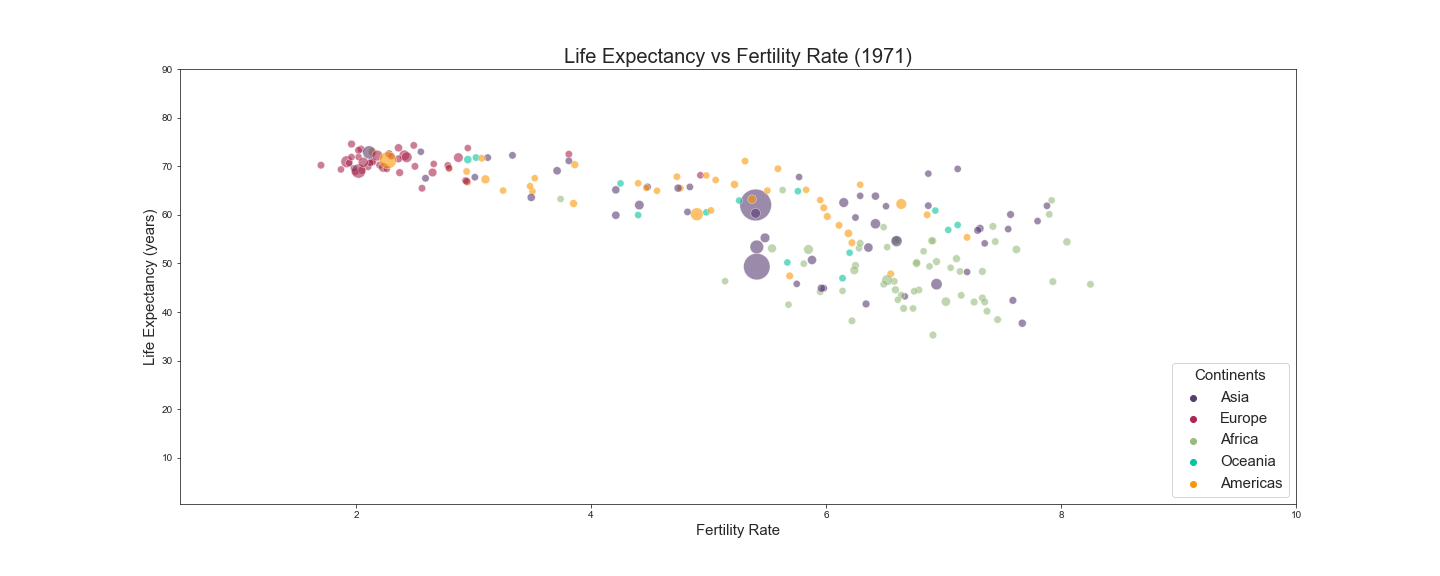 Life Expectancy vs Fertility Rate (1971)
Life Expectancy (years)
90
80
70
60
50
40
30
20
10
2
4
6
8
10
Fertility Rate
Continents
Asia
Europe
Africa
Oceania
Americas